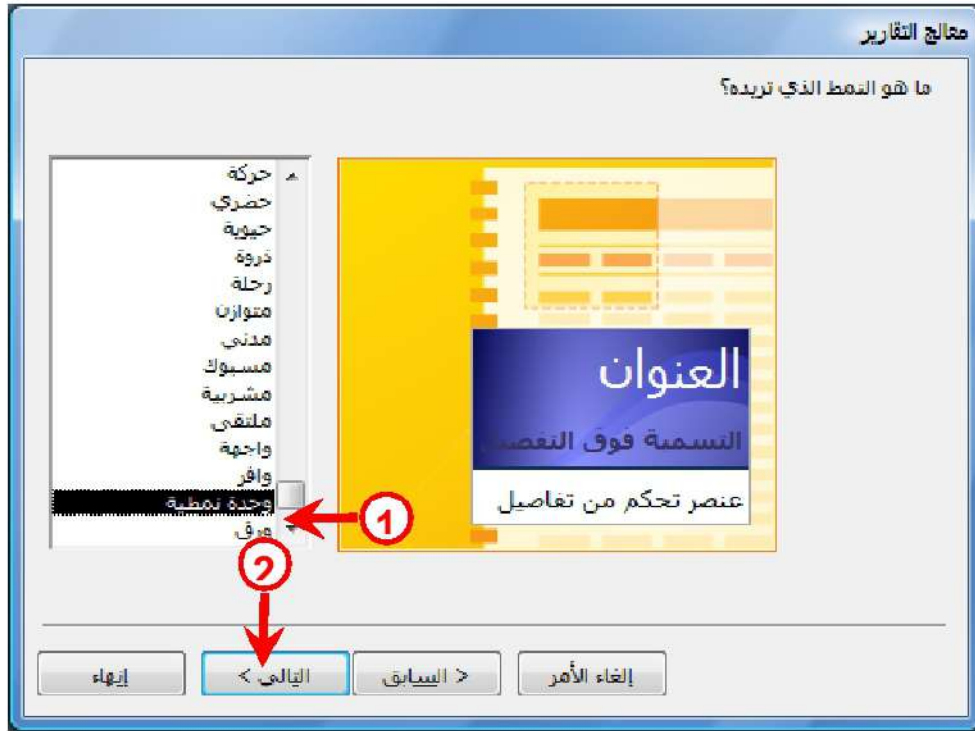 معالج التقارير
ما هو النمط الذي تريده؟
حركة
حضري
حيوية
ذروة
رحلة
متوازن
مدني
مسبوك
مشربية
ملتقى
واجهة
وافر
وحدة نمطية
ورق
العنوان
التسمية فوق التفصيل
عنصر تحكم من تفاصيل
1
2
إلغاء الأمر
< السابق
التالي >
إنهاء